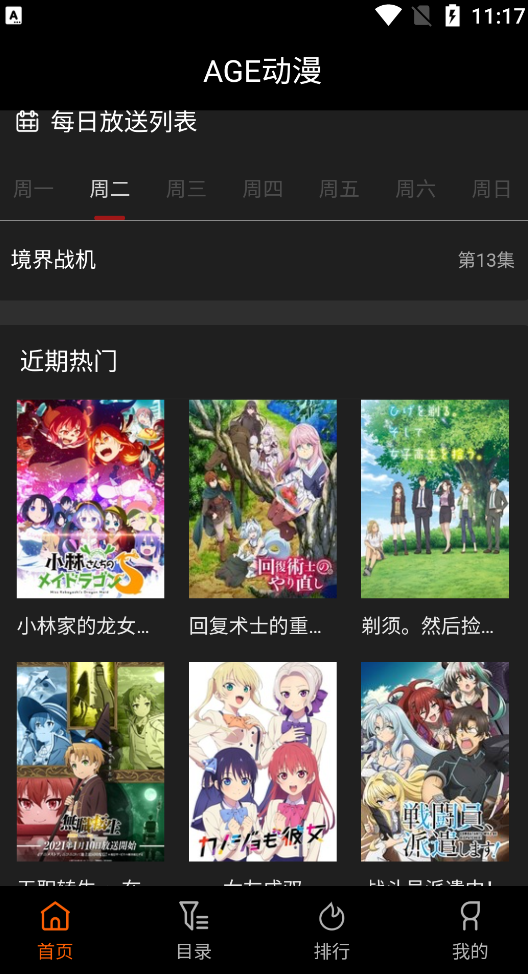 A
11:17
AGE动漫
每日放送列表
周一 周二 周三 周四 周五 周六 周日
境界战机 第13集
近期热门
小林さんちの
メイドラゴンS
回復術士の
やり直し
ひげを剃る。
そして
女子高生を拾う。
小林家的龙女... 回复术士的重... 剃须。然后捡...
無職転生
2021年1月10日放送開始
カノジョも彼女
戦闘員、
派遣します!
战斗员派遣中!
首页 目录 排行 我的